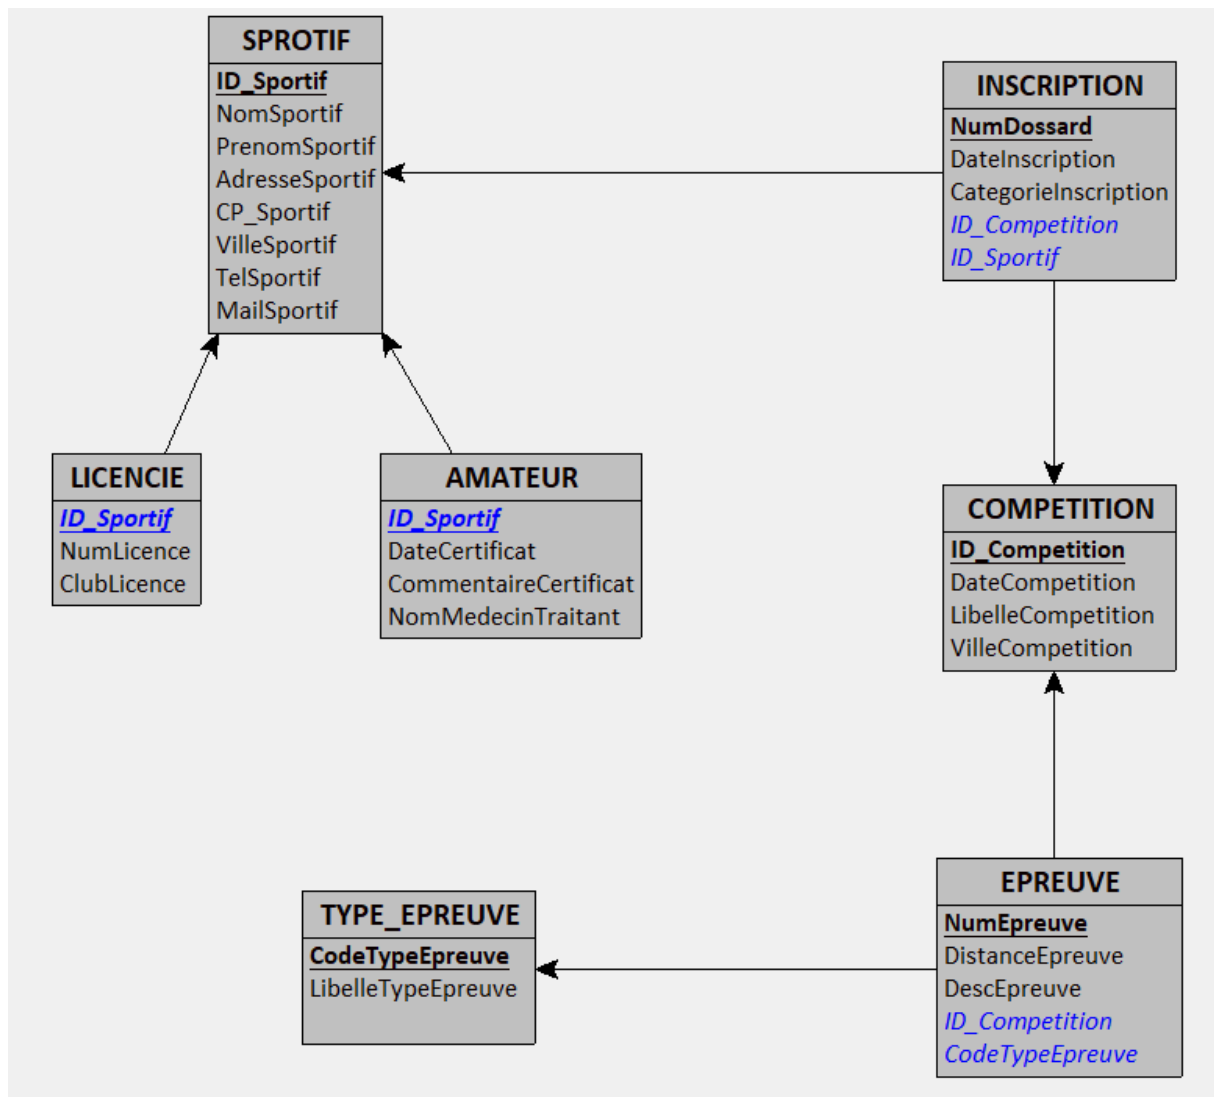 SPROTIF
ID_Sportif
NomSportif
PrenomSportif
AdresseSportif
CP_Sportif
VilleSportif
TelSportif
MailSportif
INSCRIPTION
NumDossard
DateInscription
CategorieInscription
ID_Competition
ID_Sportif
LICENCIE
ID_Sportif
NumLicence
ClubLicence
AMATEUR
ID_Sportif
DateCertificat
CommentaireCertificat
NomMedecinTraitant
COMPETITION
ID_Competition
DateCompetition
LibelleCompetition
VilleCompetition
TYPE_EPREUVE
CodeTypeEpreuve
LibelleTypeEpreuve
EPREUVE
NumEpreuve
DistanceEpreuve
DescEpreuve
ID_Competition
CodeTypeEpreuve